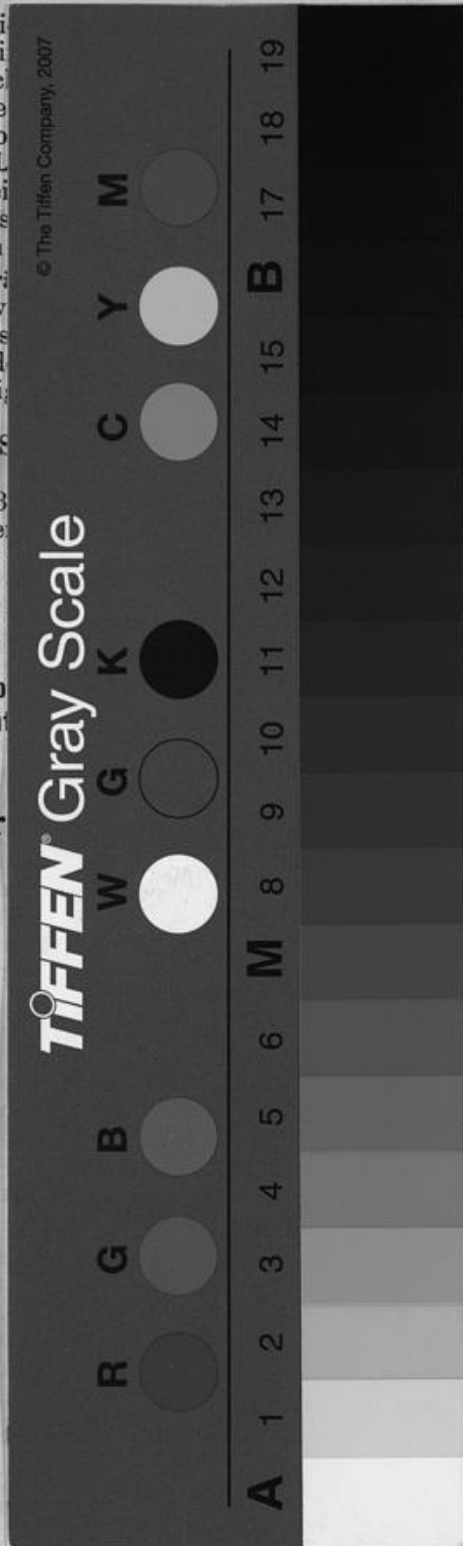 © The Tiffen Company, 2007
TIFFEN® Gray Scale
R G B W G K C Y M
A 1 2 3 4 5 6 M 8 9 10 11 12 13 14 15 B 17 18 19